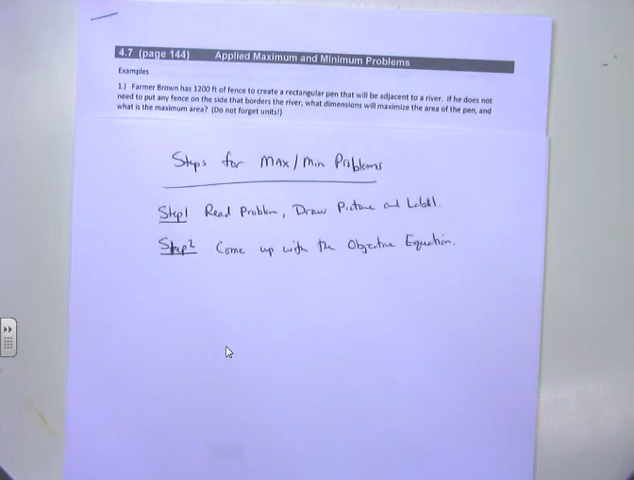 4.7 (page 144) Applied Maximum and Minimum Problems
Examples
1.) Farmer Brown has 1200 ft of fence to create a rectangular pen that will be adjacent to a river. If he does not
need to put any fence on the side that borders the river, what dimensions will maximize the area of the pen, and
what is the maximum area? (Do not forget units!)
Steps for Max/Min Problems
Step1 Read Problem, Draw Picture and Label.
Step2 Come up with the Objective Equation.